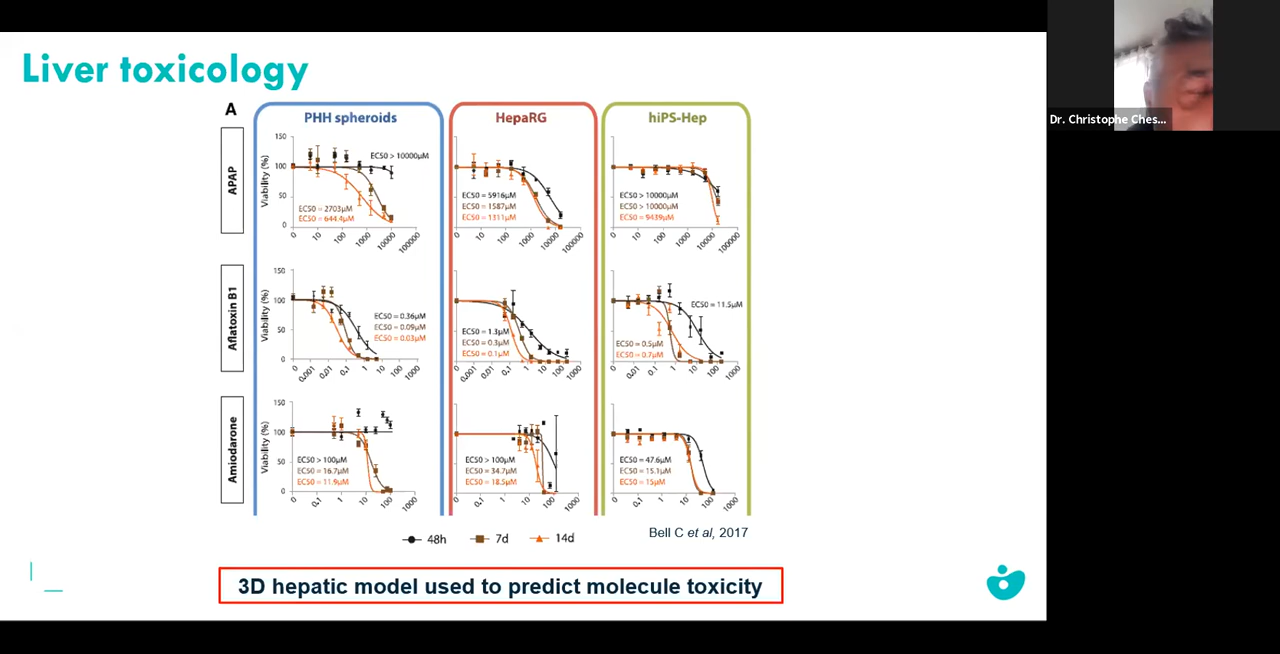 Liver toxicology
Dr. Christophe Ches...
A
PHH spheroids
HepaRG
hiPS-Hep
APAP
Viability (%)
150
100
50
0
EC50 > 10000µM
EC50 = 2703µM
EC50 = 644.4µM
0
10
100
1000
10000
100000
EC50 = 5916µM
EC50 = 1587µM
EC50 = 1311µM
0
10
100
1000
10000
100000
EC50 > 10000µM
EC50 > 10000µM
EC50 = 9439µM
0
10
100
1000
10000
100000
Aflatoxin B1
Viability (%)
150
100
50
0
EC50 = 0.36µM
EC50 = 0.09µM
EC50 = 0.03µM
0
0,001
0,01
0,1
1
10
100
1000
EC50 = 1.3µM
EC50 = 0.3µM
EC50 = 0.1µM
0
0,001
0,01
0,1
1
10
100
1000
EC50 = 11.5µM
EC50 = 0.5µM
EC50 = 0.7µM
0
0,01
0,1
1
10
100
1000
Amiodarone
Viability (%)
150
100
50
0
EC50 > 100µM
EC50 = 16.7µM
EC50 = 11.9µM
0
0,1
1
10
100
1000
EC50 > 100µM
EC50 = 34.7µM
EC50 = 18.5µM
0
0,1
1
10
100
1000
EC50 = 47.6µM
EC50 = 15.1µM
EC50 = 15µM
0
0,1
1
10
100
1000
48h
7d
14d
Bell C et al, 2017
3D hepatic model used to predict molecule toxicity